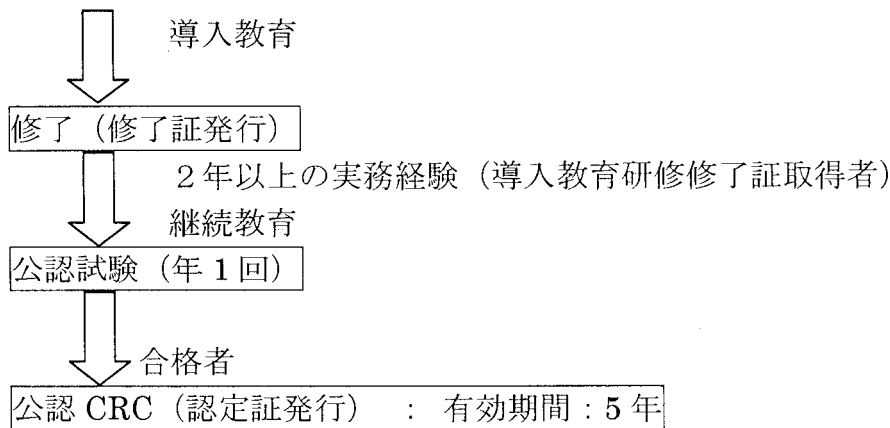 導入教育
修了（修了証発行）
２年以上の実務経験（導入教育研修修了証取得者）
継続教育
公認試験（年 1 回）
合格者
公認 CRC（認定証発行） ： 有効期間：5 年